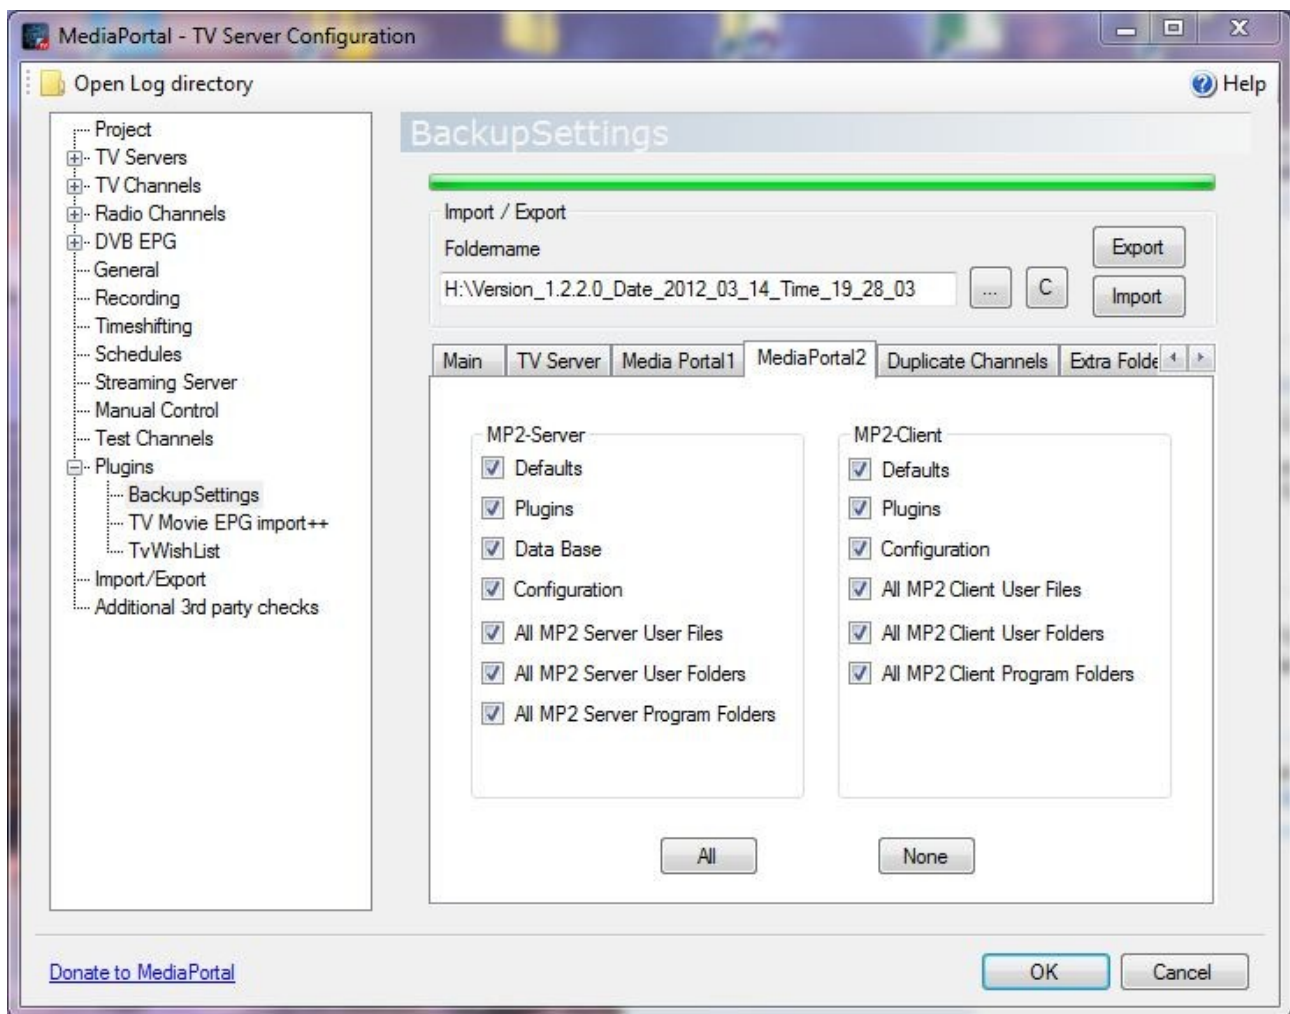 MediaPortal - TV Server Configuration
Open Log directory
Help
Project
TV Servers
TV Channels
Radio Channels
DVB EPG
General
Recording
Timeshifting
Schedules
Streaming Server
Manual Control
Test Channels
Plugins
BackupSettings
TV Movie EPG import++
TvWishList
Import/Export
Additional 3rd party checks
BackupSettings
Import / Export
Foldername
H:\Version_1.2.2.0_Date_2012_03_14_Time_19_28_03
...
C
Export
Import
Main
TV Server
Media Portal1
MediaPortal2
Duplicate Channels
Extra Folde
MP2-Server
Defaults
Plugins
Data Base
Configuration
All MP2 Server User Files
All MP2 Server User Folders
All MP2 Server Program Folders
MP2-Client
Defaults
Plugins
Configuration
All MP2 Client User Files
All MP2 Client User Folders
All MP2 Client Program Folders
All
None
Donate to MediaPortal
OK
Cancel